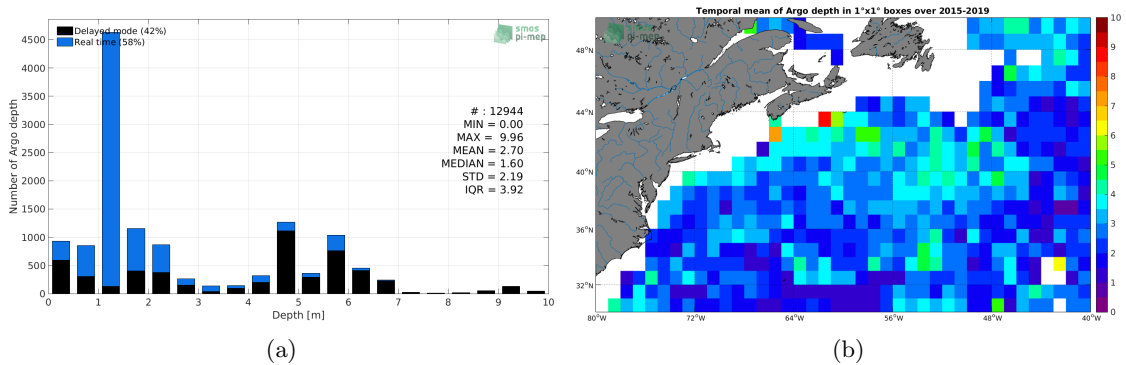 Delayed mode (42%)
Real time (58%)
smos
pi-mep
# : 12944
MIN = 0.00
MAX = 9.96
MEAN = 2.70
MEDIAN = 1.60
STD = 2.19
IQR = 3.92
Number of Argo depth
4500
4000
3500
3000
2500
2000
1500
1000
500
0
0 1 2 3 4 5 6 7 8 9 10
Depth [m]
(a)
Temporal mean of Argo depth in 1°x1° boxes over 2015-2019
smos
pi-mep
48°N
44°N
40°N
36°N
32°N
80°W 72°W 64°W 56°W 48°W 40°W
10
9
8
7
6
5
4
3
2
1
0
(b)